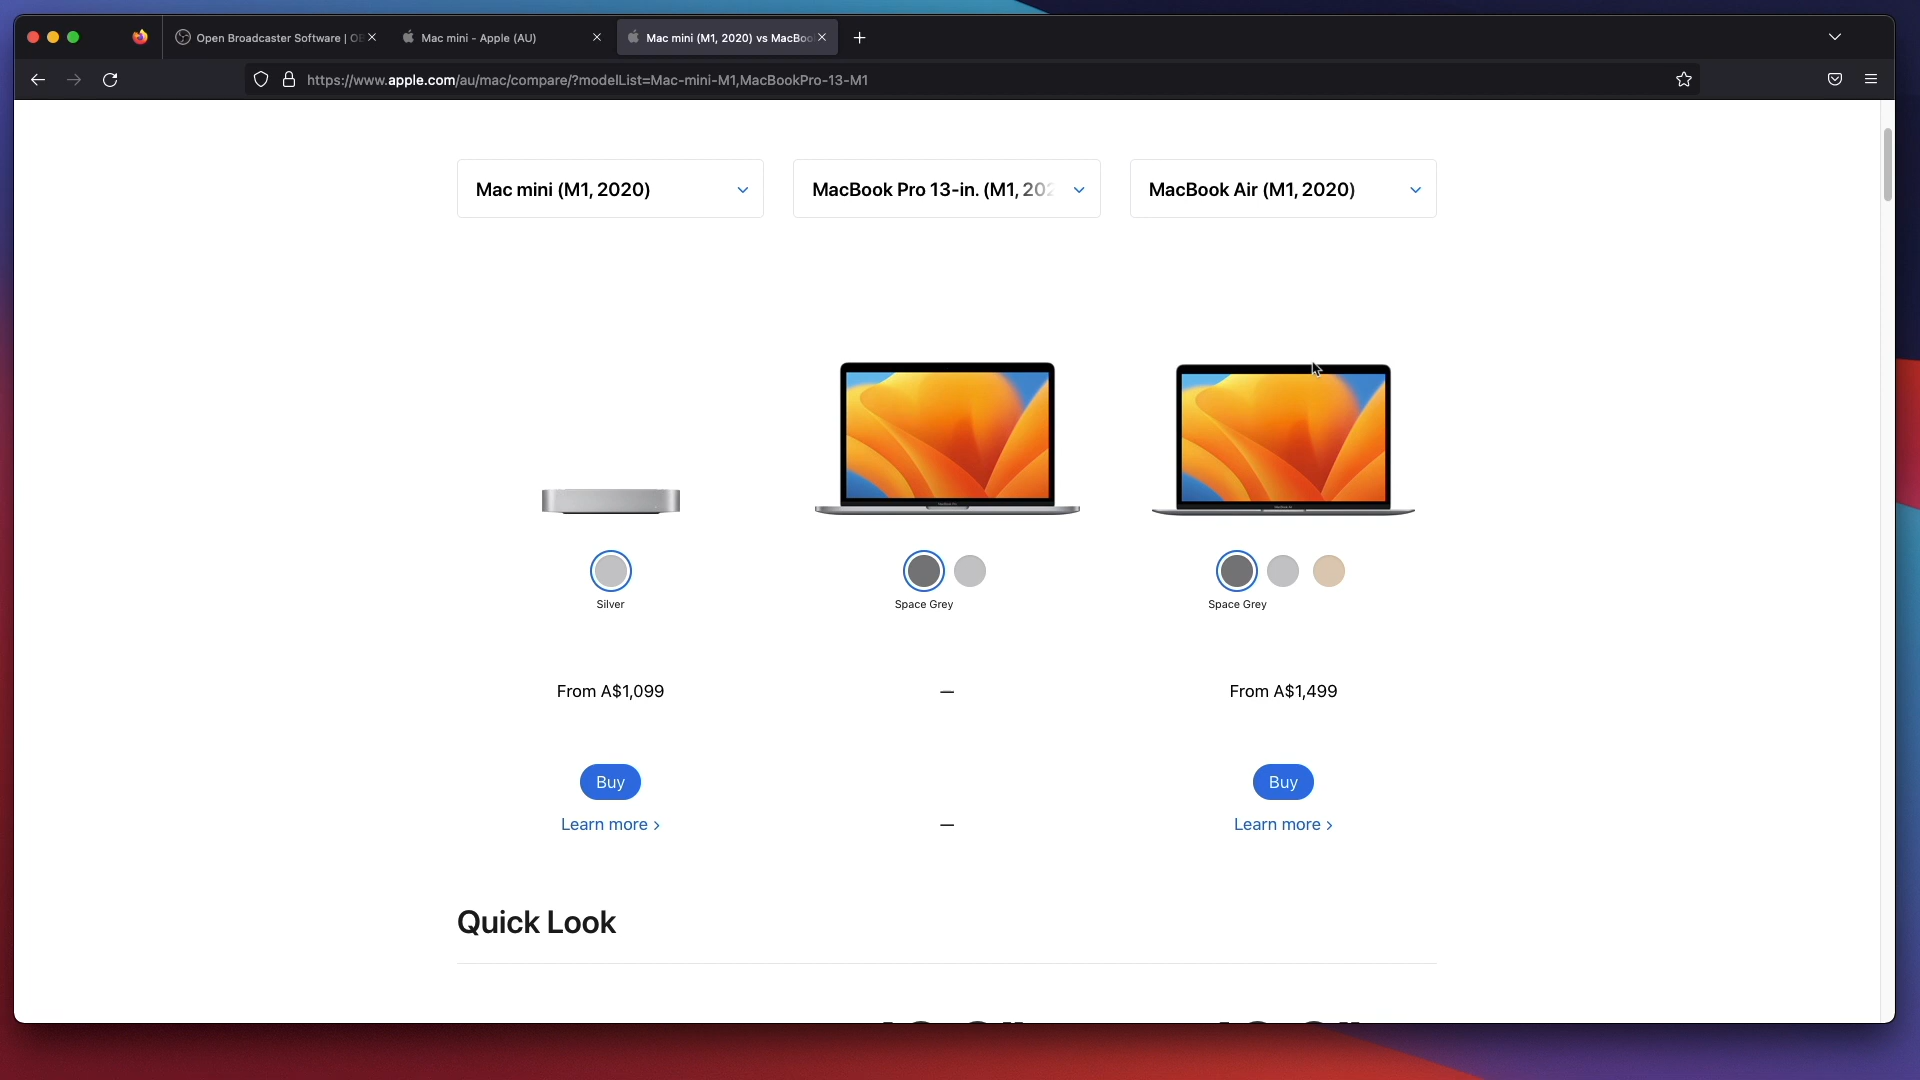 Open Broadcaster Software | OB
Mac mini - Apple (AU)
Mac mini (M1, 2020) vs MacBoo
https://www.apple.com/au/mac/compare/?modelList=Mac-mini-M1,MacBookPro-13-M1
Mac mini (M1, 2020)
MacBook Pro 13-in. (M1, 202
MacBook Air (M1, 2020)
Silver
Space Grey
Space Grey
From A$1,099
—
From A$1,499
Buy
Buy
Learn more >
—
Learn more >
Quick Look